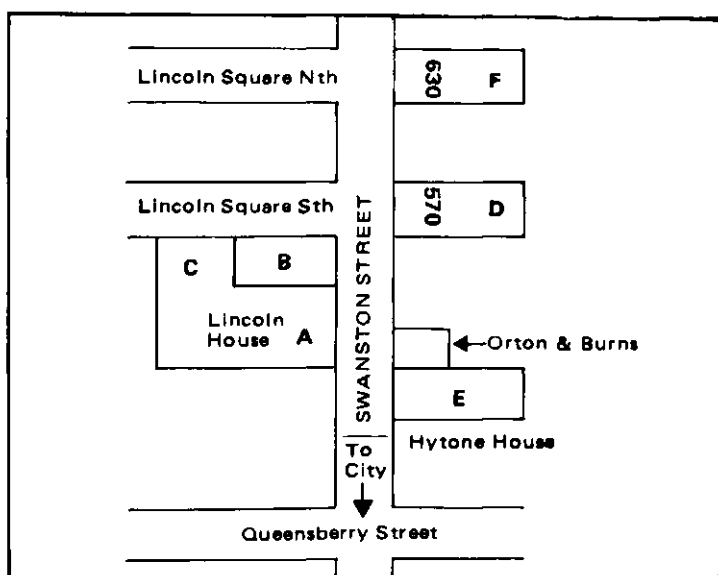 Lincoln Square Nth
630
F
Lincoln Square Sth
570
D
SWANSTON STREET
C
B
Lincoln
House A
Orton & Burns
E
Hytone House
To
City
Queensberry Street